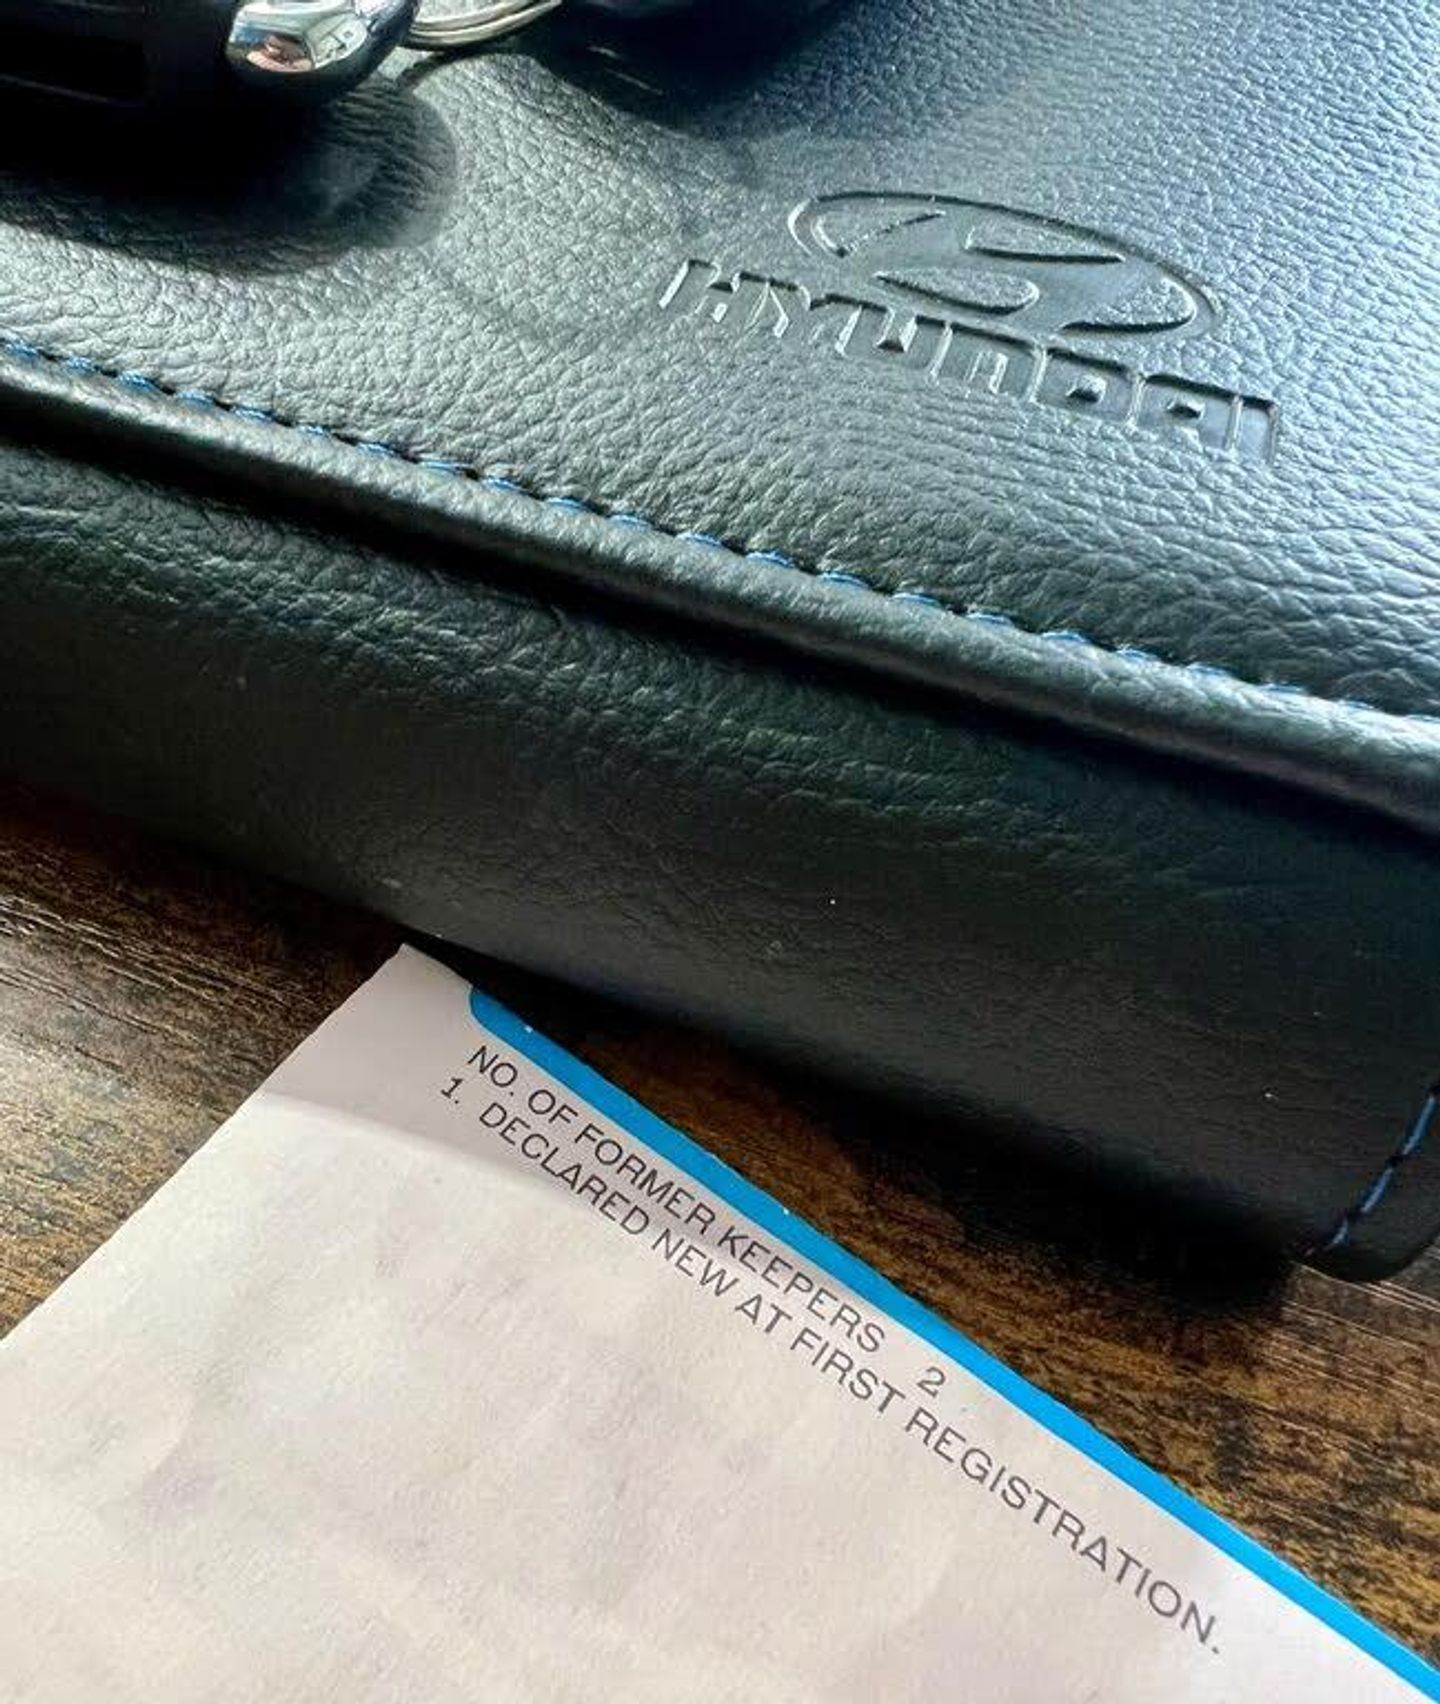 HYUNDAI
NO. OF FORMER KEEPERS 2
1. DECLARED NEW AT FIRST REGISTRATION.